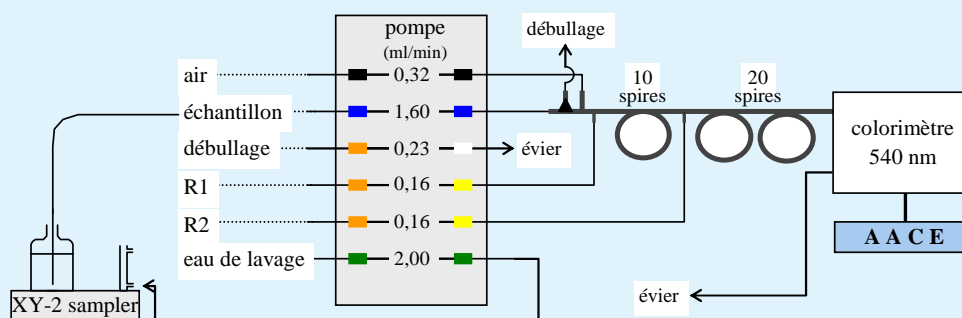 pompe
(ml/min)
débullage
air
0,32
10
spires
20
spires
échantillon
1,60
colorimètre
540 nm
débullage
0,23
évier
R1
0,16
R2
0,16
A A C E
eau de lavage
2,00
XY-2 sampler
évier